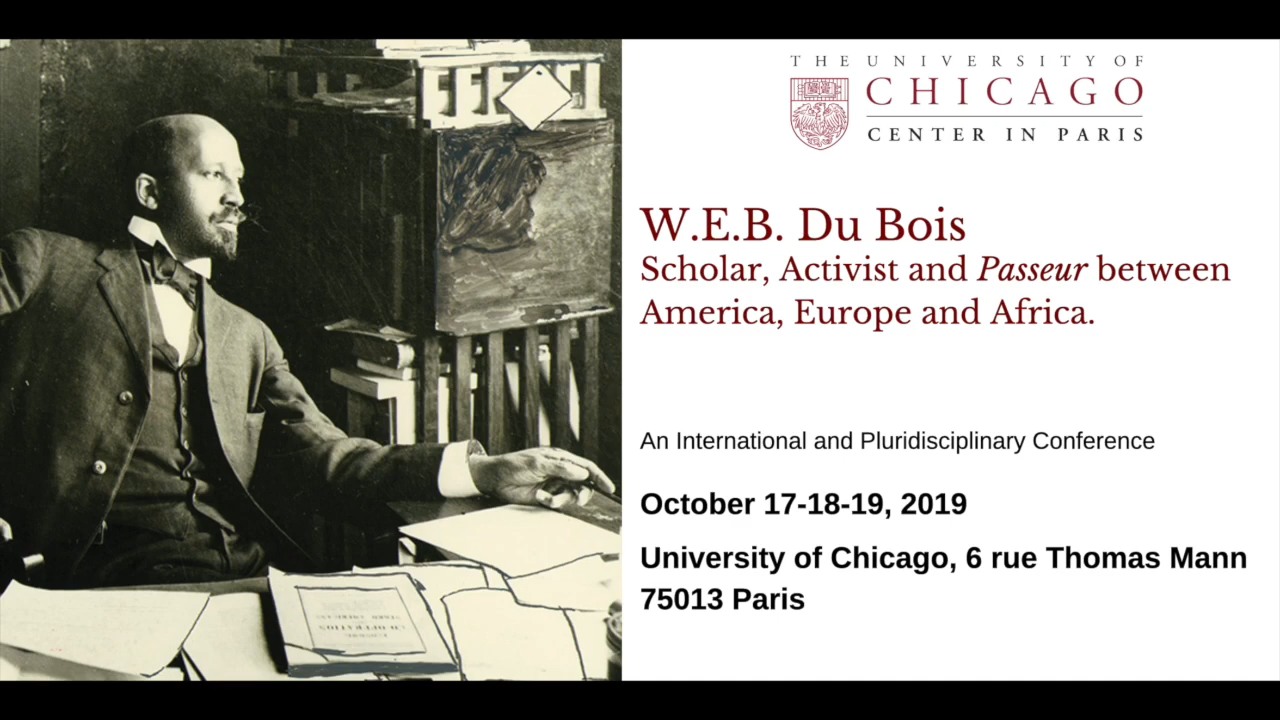 THE UNIVERSITY OF
CHICAGO
CENTER IN PARIS
W.E.B. Du Bois
Scholar, Activist and Passeur between
America, Europe and Africa.
An International and Pluridisciplinary Conference
October 17-18-19, 2019
University of Chicago, 6 rue Thomas Mann
75013 Paris